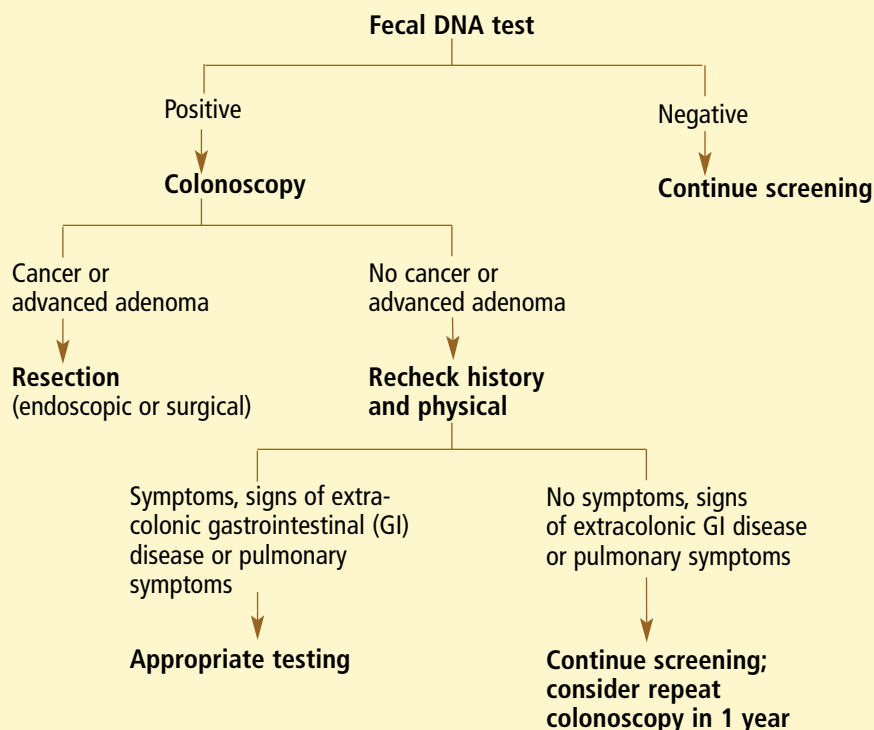 Fecal DNA test
Positive
Negative
Colonoscopy
Continue screening
Cancer or
advanced adenoma
No cancer or
advanced adenoma
Resection
(endoscopic or surgical)
Recheck history
and physical
Symptoms, signs of extra-
colonic gastrointestinal (GI)
disease or pulmonary
symptoms
No symptoms, signs
of extracolonic GI disease
or pulmonary symptoms
Appropriate testing
Continue screening;
consider repeat
colonoscopy in 1 year